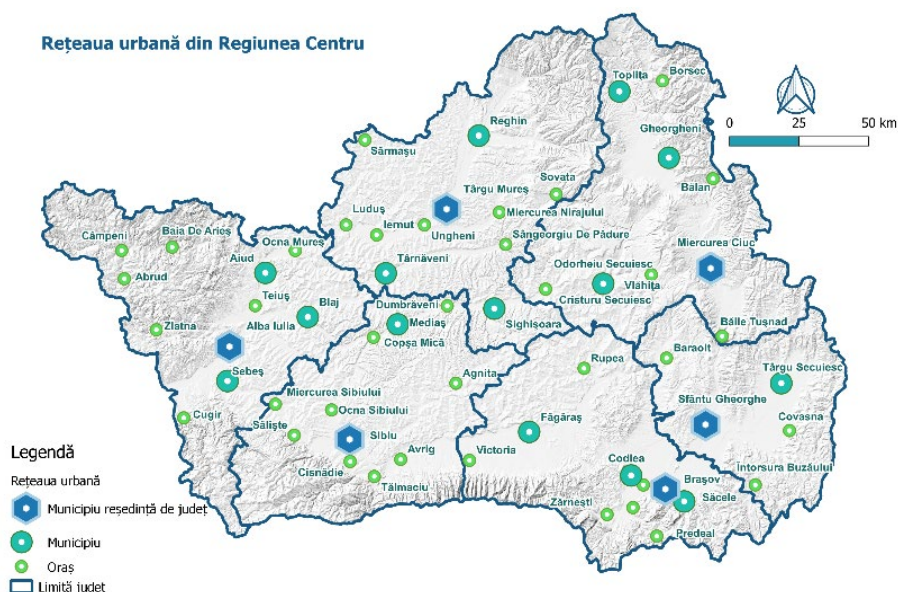 Rețeaua urbană din Regiunea Centru
Toplița
Borsec
0 25 50 km
Reghin
Gheorgheni
Sărmașu
Sovata
Târgu Mureș
Balan
Luduș
Miercurea Nirajului
Iernut
Ungheni
Sângeorgiu De Pădure
Miercurea Ciuc
Câmpeni
Baia De Arieș
Ocna Mureș
Aiud
Târnăveni
Odorheiu Secuiesc
Vlăhița
Abrud
Cristuru Secuiesc
Teiuș
Blaj
Dumbrăveni
Zlatna
Alba Iulia
Mediaș
Sighișoara
Băile Tușnad
Copșa Mică
Rupea
Baraolt
Târgu Secuiesc
Sebeș
Agnita
Miercurea Sibiului
Ocna Sibiului
Sfântu Gheorghe
Cugir
Săliște
Sibiu
Făgăraș
Covasna
Avrig
Victoria
Codlea
Cisnădie
Tălmaciu
Brașov
Întorsura Buzăului
Săcele
Zărnești
Predeal
Legendă
Rețeaua urbană
Municipiu reședință de județ
Municipiu
Oraș
Limită județ